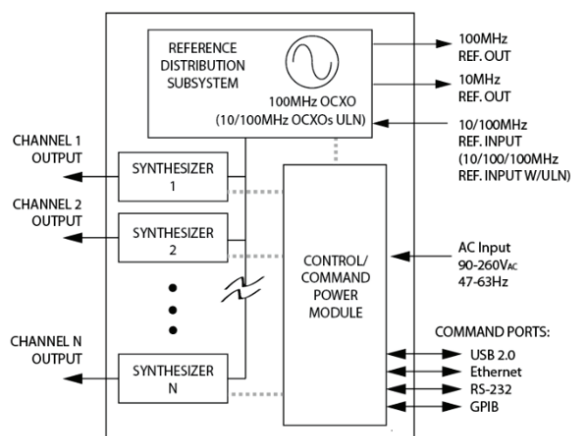 REFERENCE
DISTRIBUTION
SUBSYSTEM
100MHz OCXO
(10/100MHz OCXOs ULN)
100MHz
REF. OUT
10MHz
REF. OUT
10/100MHz
REF. INPUT
(10/100/100MHz
REF. INPUT W/ULN)
CHANNEL 1
OUTPUT
SYNTHESIZER
1
CHANNEL 2
OUTPUT
SYNTHESIZER
2
CHANNEL N
OUTPUT
SYNTHESIZER
N
CONTROL/
COMMAND
POWER
MODULE
AC Input
90-260VAC
47-63Hz
COMMAND PORTS:
USB 2.0
Ethernet
RS-232
GPIB